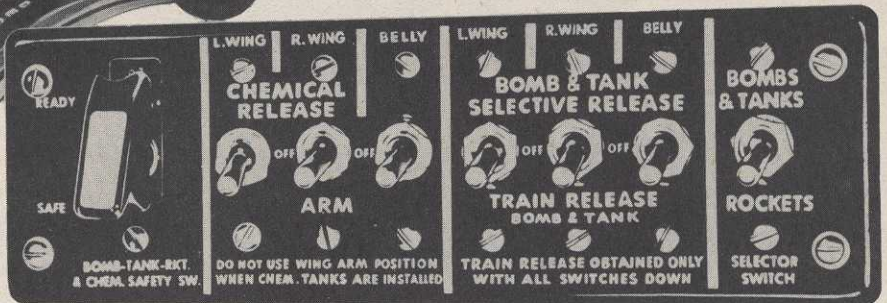 L.WING R.WING BELLY L.WING R.WING BELLY
READY
CHEMICAL
RELEASE
BOMB & TANK
SELECTIVE RELEASE
BOMBS
& TANKS
OFF OFF OFF OFF
SAFE
ARM
TRAIN RELEASE
BOMB & TANK
ROCKETS
BOMB-TANK-RKT.
& CHEM. SAFETY SW.
DO NOT USE WING ARM POSITION
WHEN CHEM. TANKS ARE INSTALLED
TRAIN RELEASE OBTAINED ONLY
WITH ALL SWITCHES DOWN
SELECTOR
SWITCH